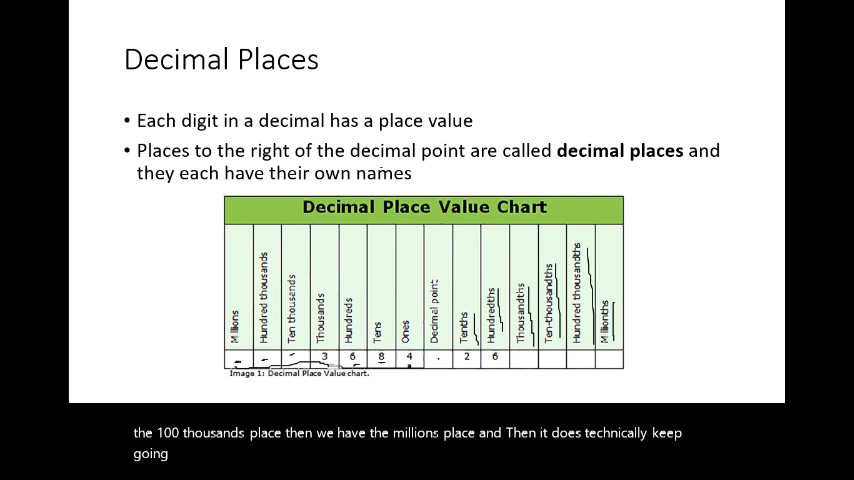 Decimal Places
• Each digit in a decimal has a place value
• Places to the right of the decimal point are called decimal places and
they each have their own names
Decimal Place Value Chart
Millions
Hundred thousands
Ten thousands
Thousands
Hundreds
Tens
Ones
Decimal point
Tenths
Hundredths
Thousandths
Ten-thousandths
Hundred thousandths
Millionths
3 6 8 4 . 2 6
Image 1: Decimal Place Value chart.
the 100 thousands place then we have the millions place and Then it does technically keep
going